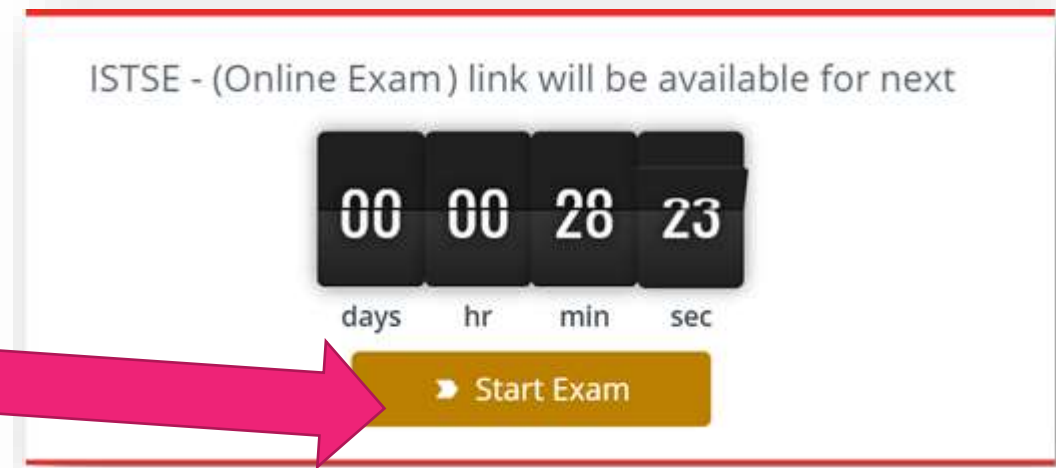 ISTSE - (Online Exam) link will be available for next
00 00 28 23
days hr min sec
Start Exam